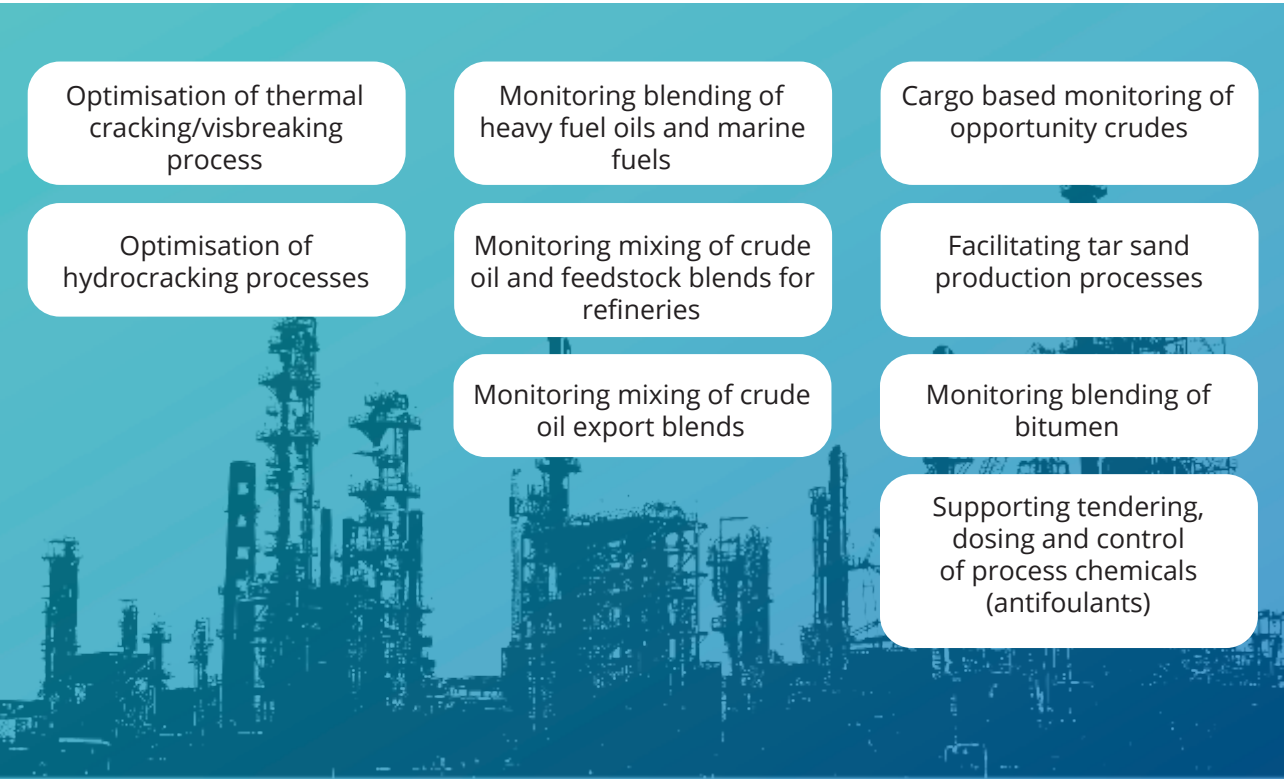 Optimisation of thermal
cracking/visbreaking
process
Optimisation of
hydrocracking processes
Monitoring blending of
heavy fuel oils and marine
fuels
Monitoring mixing of crude
oil and feedstock blends for
refineries
Monitoring mixing of crude
oil export blends
Cargo based monitoring of
opportunity crudes
Facilitating tar sand
production processes
Monitoring blending of
bitumen
Supporting tendering,
dosing and control
of process chemicals
(antifoulants)